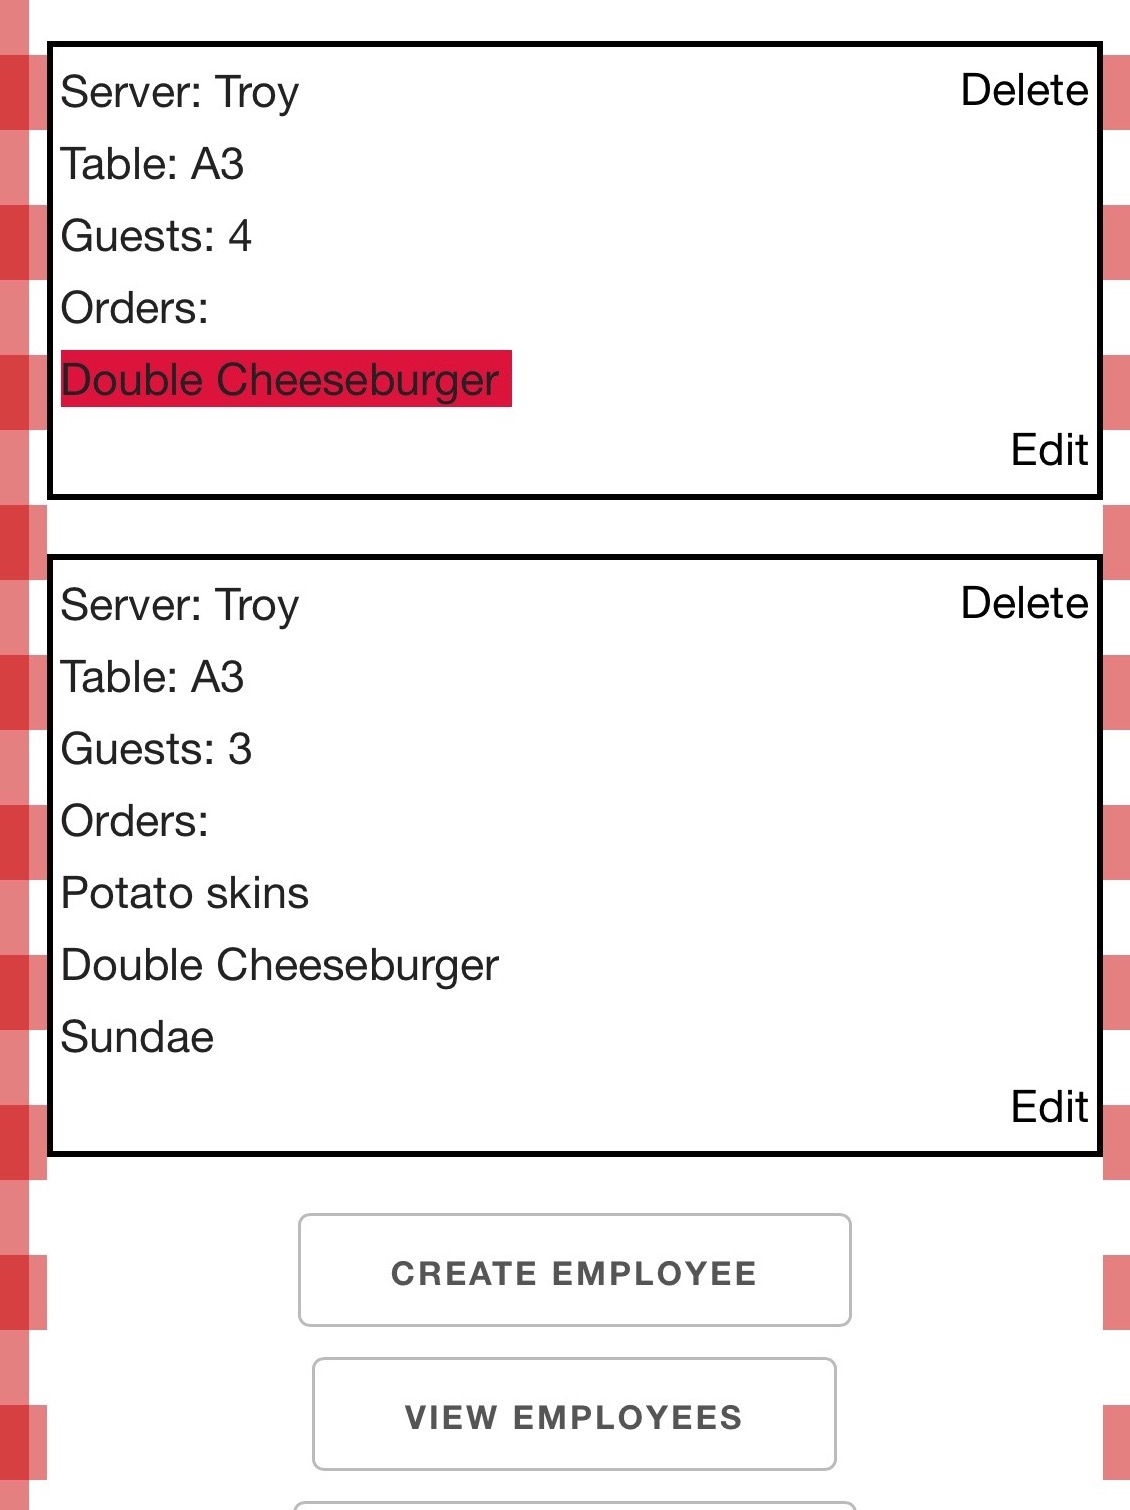 Server: Troy
Delete
Table: A3
Guests: 4
Orders:
Double Cheeseburger
Edit
Server: Troy
Delete
Table: A3
Guests: 3
Orders:
Potato skins
Double Cheeseburger
Sundae
Edit
CREATE EMPLOYEE
VIEW EMPLOYEES